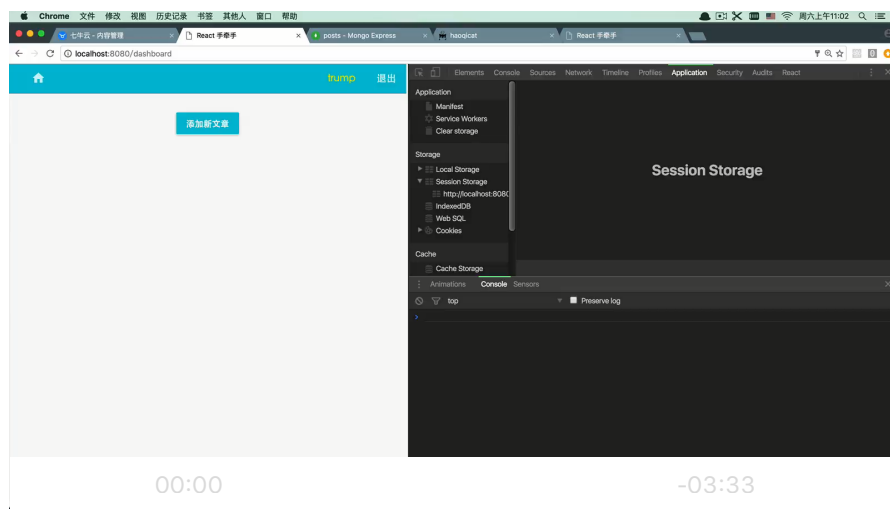 Chrome 文件 修改 视图 历史记录 书签 其他人 窗口 帮助 周六上午11:02
七牛云 - 内容管理 × React 手牵手 × posts - Mongo Express × haoqicat × React 手牵手 ×
localhost:8080/dashboard
trump 退出
添加新文章
Elements Console Sources Network Timeline Profiles Application Security Audits React
Application
Manifest
Service Workers
Clear storage
Storage
Local Storage
Session Storage
http://localhost:8080
IndexedDB
Web SQL
Cookies
Cache
Cache Storage
Session Storage
Animations Console Sensors
top Preserve log
00:00 -03:33